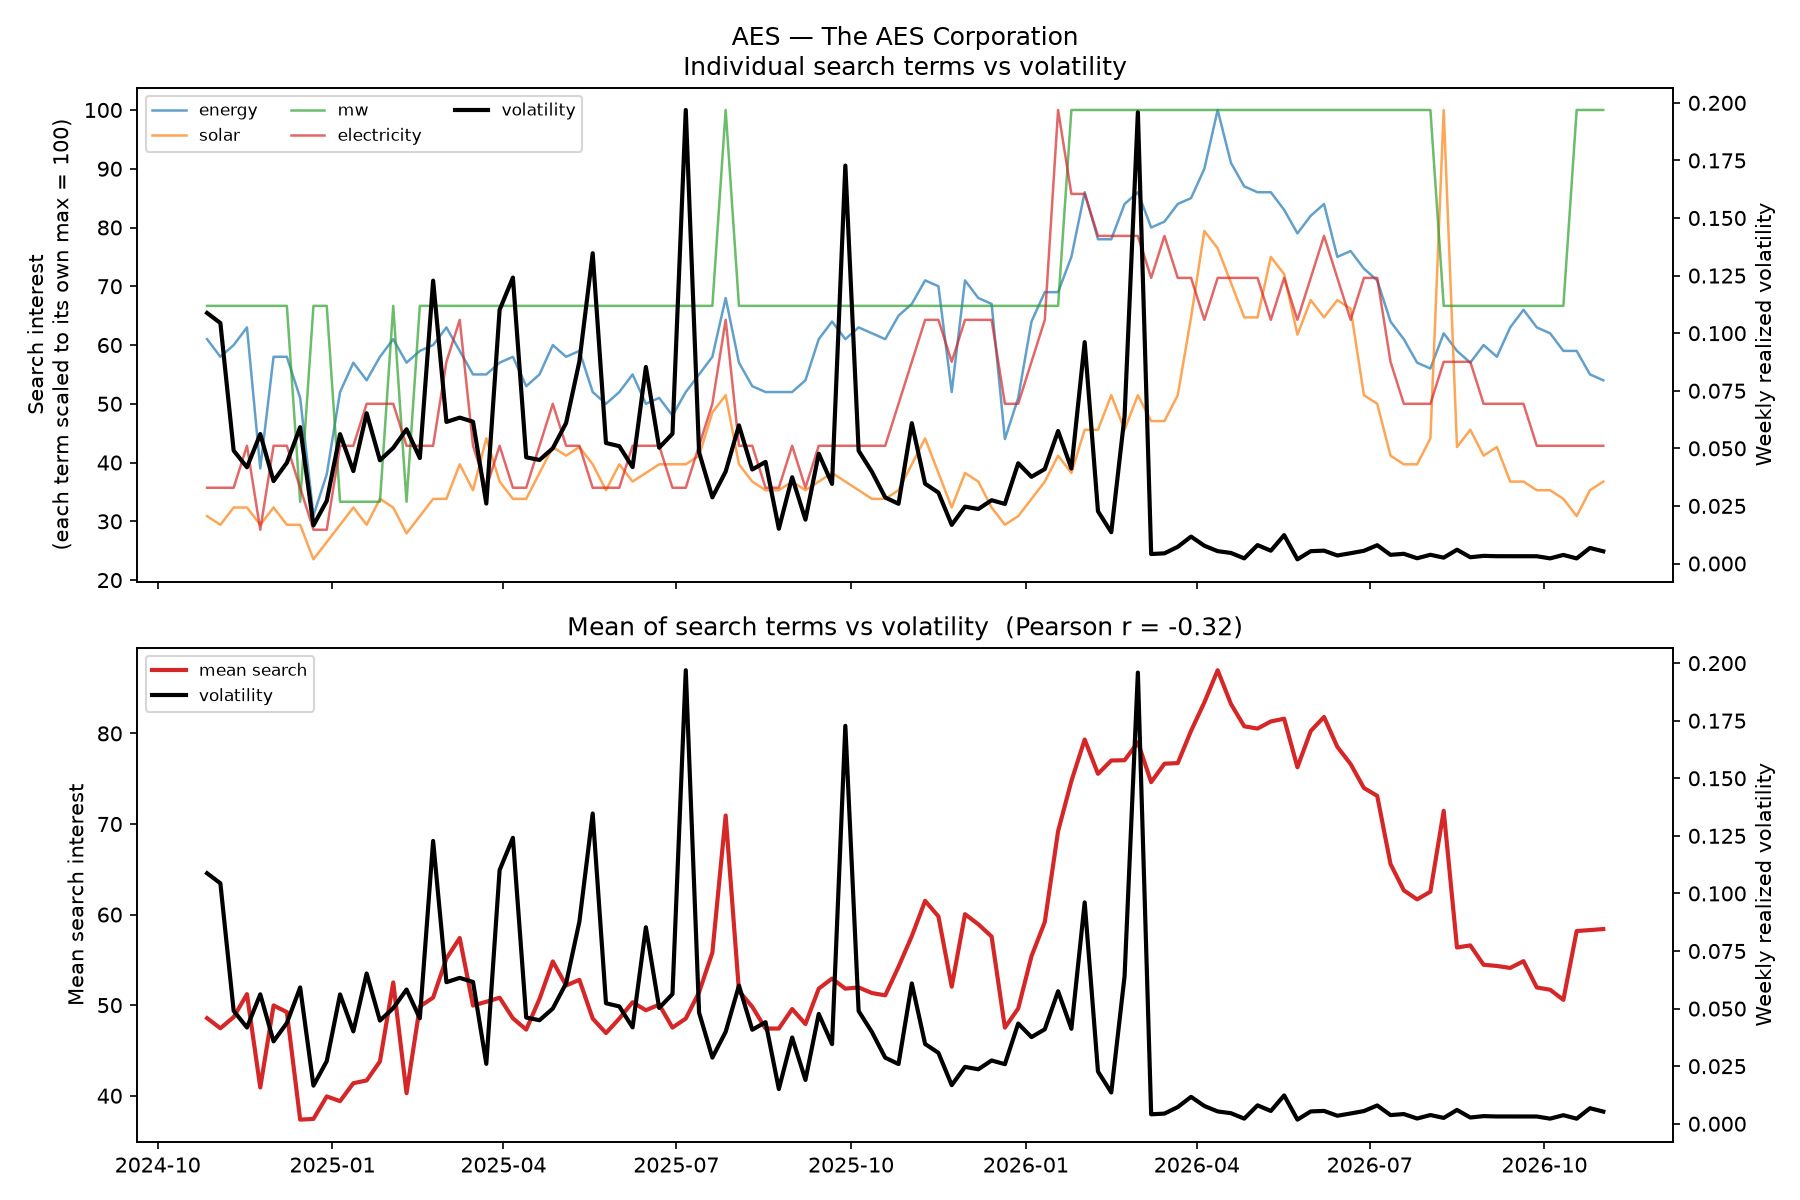 AES — The AES Corporation
Individual search terms vs volatility
energy
solar
mw
electricity
volatility
Search interest
(each term scaled to its own max = 100)
100
90
80
70
60
50
40
30
20
0.200
0.175
0.150
0.125
0.100
0.075
0.050
0.025
0.000
Weekly realized volatility
Mean of search terms vs volatility (Pearson r = -0.32)
mean search
volatility
Mean search interest
80
70
60
50
40
0.200
0.175
0.150
0.125
0.100
0.075
0.050
0.025
0.000
Weekly realized volatility
2024-10
2025-01
2025-04
2025-07
2025-10
2026-01
2026-04
2026-07
2026-10